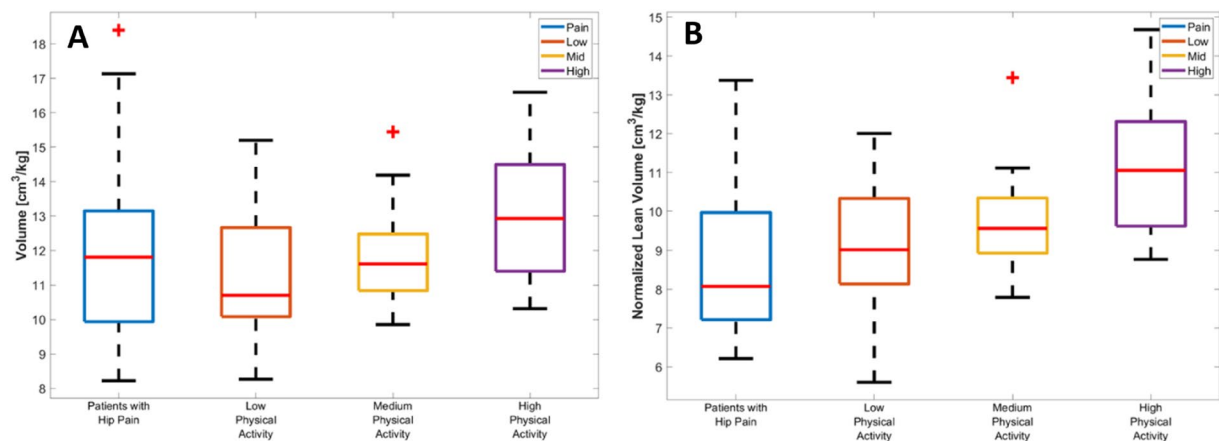 A
Pain
Low
Mid
High
Volume [cm³/kg]
18
17
16
15
14
13
12
11
10
9
8
Patients with
Hip Pain
Low
Physical
Activity
Medium
Physical
Activity
High
Physical
Activity
B
Pain
Low
Mid
High
Normalized Lean Volume [cm³/kg]
15
14
13
12
11
10
9
8
7
6
Patients with
Hip Pain
Low
Physical
Activity
Medium
Physical
Activity
High
Physical
Activity